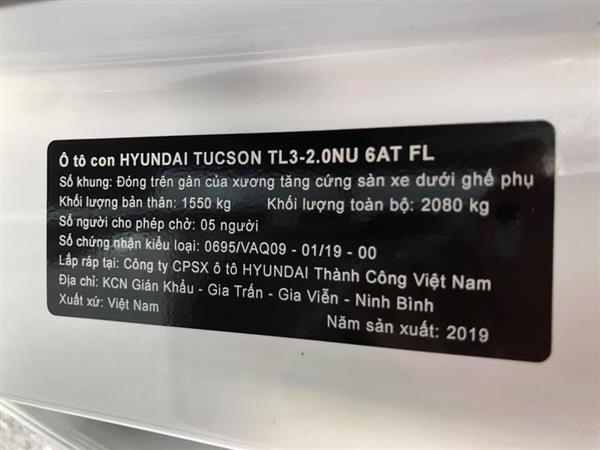 Ô tô con HYUNDAI TUCSON TL3-2.0NU 6AT FL
Số khung: Đóng trên gân của xương tăng cứng sàn xe dưới ghế phụ
Khối lượng bản thân: 1550 kg Khối lượng toàn bộ: 2080 kg
Số người cho phép chở: 05 người
Số chứng nhận kiểu loại: 0695/VAQ09 - 01/19 - 00
Lắp ráp tại: Công ty CPSX ô tô HYUNDAI Thành Công Việt Nam
Địa chỉ: KCN Gián Khẩu - Gia Trấn - Gia Viễn - Ninh Bình
Xuất xứ: Việt Nam Năm sản xuất: 2019